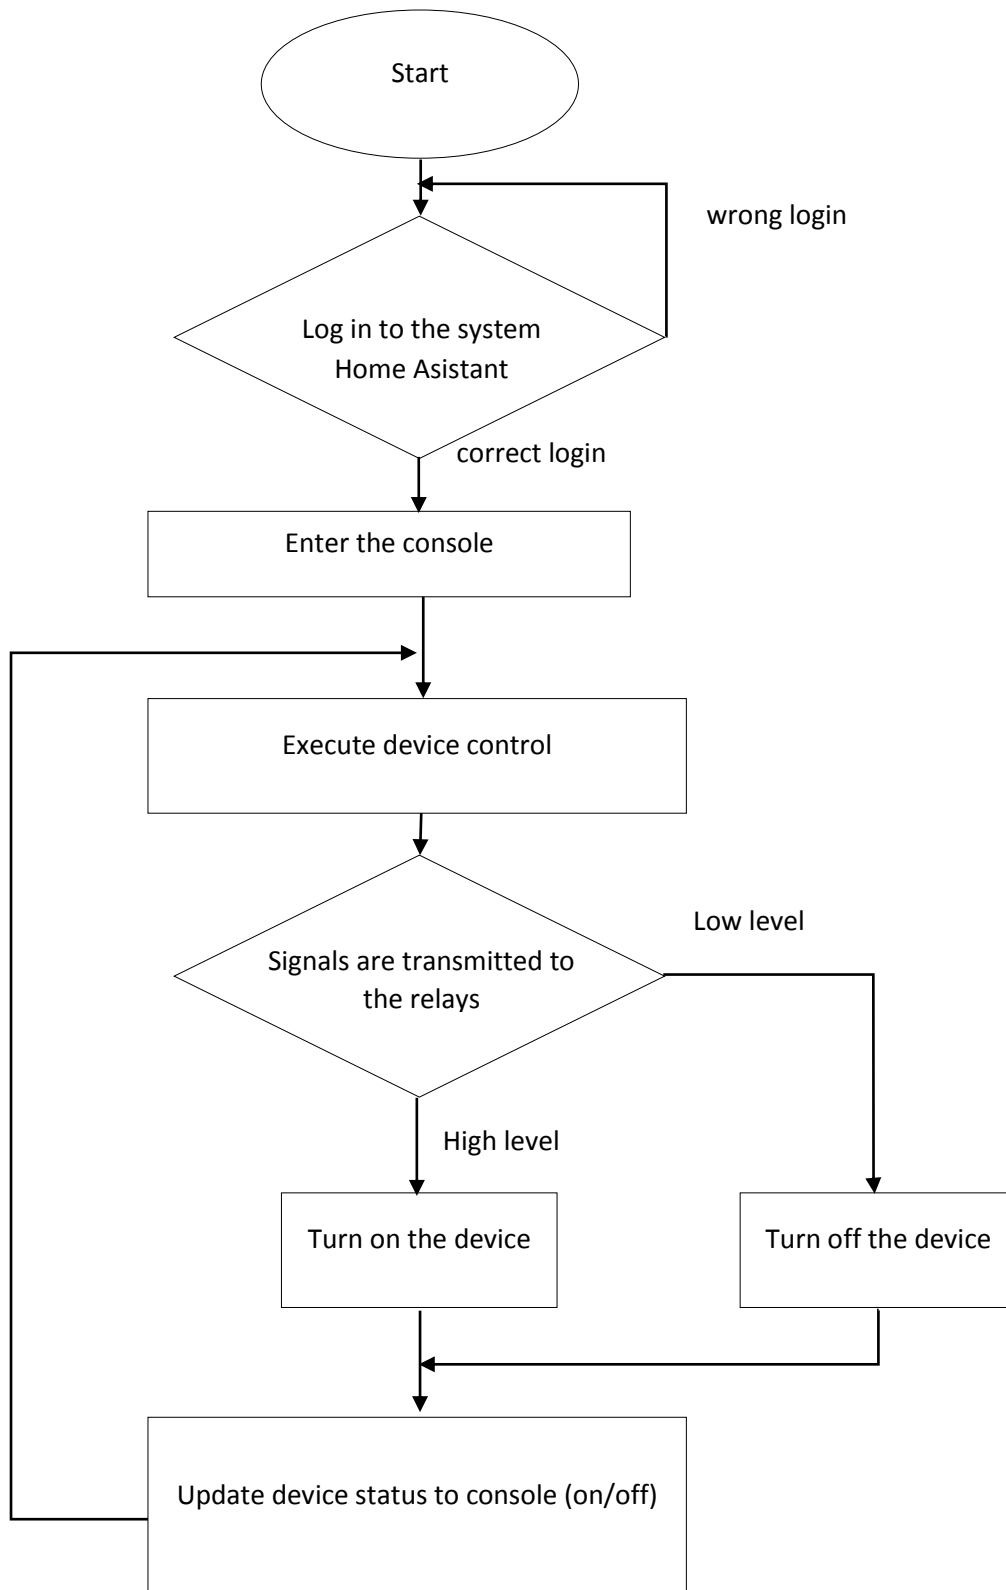 Start
wrong login
Log in to the system
Home Asistant
correct login
Enter the console
Execute device control
Low level
Signals are transmitted to
the relays
High level
Turn on the device
Turn off the device
Update device status to console (on/off)